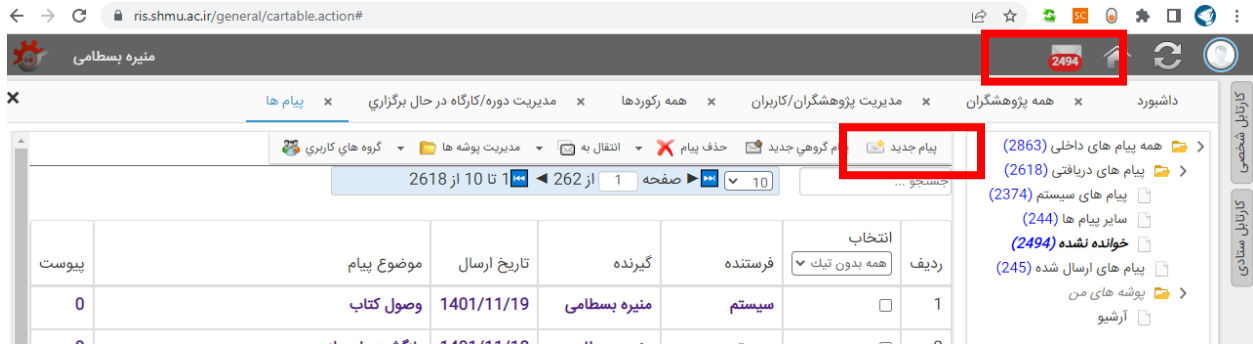 ris.shmu.ac.ir/general/cartable.action#
SC
منیره بسطامی
2494
داشبورد
همه پژوهشگران
مدیریت پژوهشگران/کاربران
همه رکوردها
مدیریت دوره/کارگاه در حال برگزاري
پیام ها
کارتابل شخصی
کارتابل ستادی
همه پیام های داخلی (2863)
پیام های دریافتی (2618)
پیام های سیستم (2374)
سایر پیام ها (244)
خوانده نشده (2494)
پیام های ارسال شده (245)
پوشه های من
آرشیو
پیام جدید
گروهي جدید
حذف پیام
انتقال به
مدیریت پوشه ها
گروه هاي کاربري
جستجو ...
10
صفحه 1 از 262
1 تا 10 از 2618
ردیف
انتخاب
همه بدون تیك
فرستنده
گیرنده
تاریخ ارسال
موضوع پیام
پیوست
1
سیستم
منیره بسطامی
1401/11/19
وصول کتاب
0